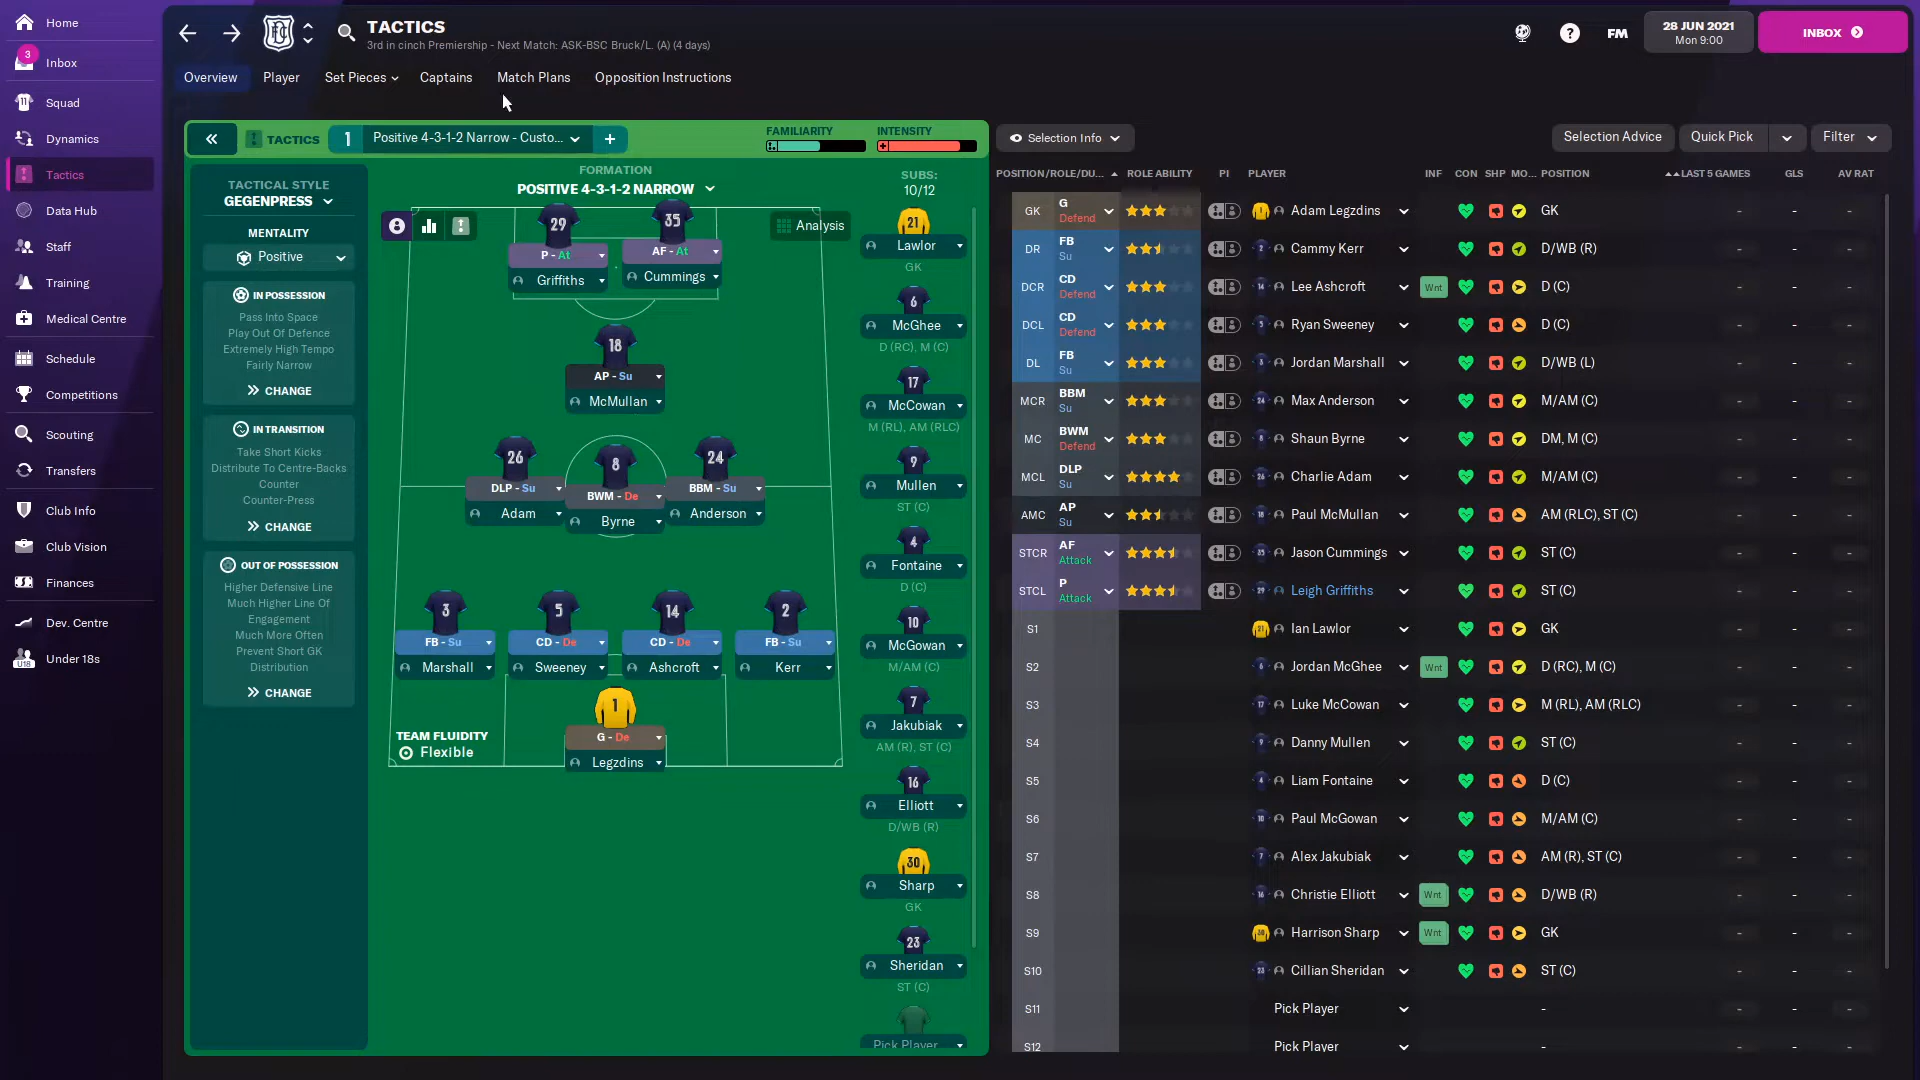 Home
3
Inbox
Squad
Dynamics
Tactics
Data Hub
Staff
Training
Medical Centre
Schedule
Competitions
Scouting
Transfers
Club Info
Club Vision
Finances
Dev. Centre
U18
Under 18s
TACTICS
3rd in cinch Premiership - Next Match: ASK-BSC Bruck/L. (A) (4 days)
?
FM
28 JUN 2021
Mon 9:00
INBOX
Overview
Player
Set Pieces
Captains
Match Plans
Opposition Instructions
TACTICS
1
Positive 4-3-1-2 Narrow - Custo...
+
FAMILIARITY
INTENSITY
TACTICAL STYLE
GEGENPRESS
MENTALITY
Positive
IN POSSESSION
Pass Into Space
Play Out Of Defence
Extremely High Tempo
Fairly Narrow
CHANGE
IN TRANSITION
Take Short Kicks
Distribute To Centre-Backs
Counter
Counter-Press
CHANGE
OUT OF POSSESSION
Higher Defensive Line
Much Higher Line Of
Engagement
Much More Often
Prevent Short GK
Distribution
CHANGE
FORMATION
POSITIVE 4-3-1-2 NARROW
Analysis
29
P - At
Griffiths
35
AF - At
Cummings
18
AP - Su
McMullan
26
DLP - Su
Adam
8
BWM - De
Byrne
24
BBM - Su
Anderson
3
FB - Su
Marshall
5
CD - De
Sweeney
14
CD - De
Ashcroft
2
FB - Su
Kerr
1
G - De
Legzdins
TEAM FLUIDITY
Flexible
SUBS:
10/12
21
Lawlor
GK
6
McGhee
D (RC), M (C)
17
McCowan
M (RL), AM (RLC)
9
Mullen
ST (C)
4
Fontaine
D (C)
10
McGowan
M/AM (C)
7
Jakubiak
AM (R), ST (C)
16
Elliott
D/WB (R)
30
Sharp
GK
23
Sheridan
ST (C)
Pick Player
Selection Info
Selection Advice
Quick Pick
Filter
POSITION/ROLE/DU... ROLE ABILITY PI PLAYER INF CON SHP MO... POSITION LAST 5 GAMES GLS AV RAT
GK G Defend Adam Legzdins GK - - -
DR FB Su Cammy Kerr D/WB (R) - - -
DCR CD Defend Lee Ashcroft Wnt D (C) - - -
DCL CD Defend Ryan Sweeney D (C) - - -
DL FB Su Jordan Marshall D/WB (L) - - -
MCR BBM Su Max Anderson M/AM (C) - - -
MC BWM Defend Shaun Byrne DM, M (C) - - -
MCL DLP Su Charlie Adam M/AM (C) - - -
AMC AP Su Paul McMullan AM (RLC), ST (C) - - -
STCR AF Attack Jason Cummings ST (C) - - -
STCL P Attack Leigh Griffiths ST (C) - - -
S1 Ian Lawlor GK - - -
S2 Jordan McGhee Wnt D (RC), M (C) - - -
S3 Luke McCowan M (RL), AM (RLC) - - -
S4 Danny Mullen ST (C) - - -
S5 Liam Fontaine D (C) - - -
S6 Paul McGowan M/AM (C) - - -
S7 Alex Jakubiak AM (R), ST (C) - - -
S8 Christie Elliott Wnt D/WB (R) - - -
S9 Harrison Sharp Wnt GK - - -
S10 Cillian Sheridan ST (C) - - -
S11 Pick Player - - - -
S12 Pick Player - - - -